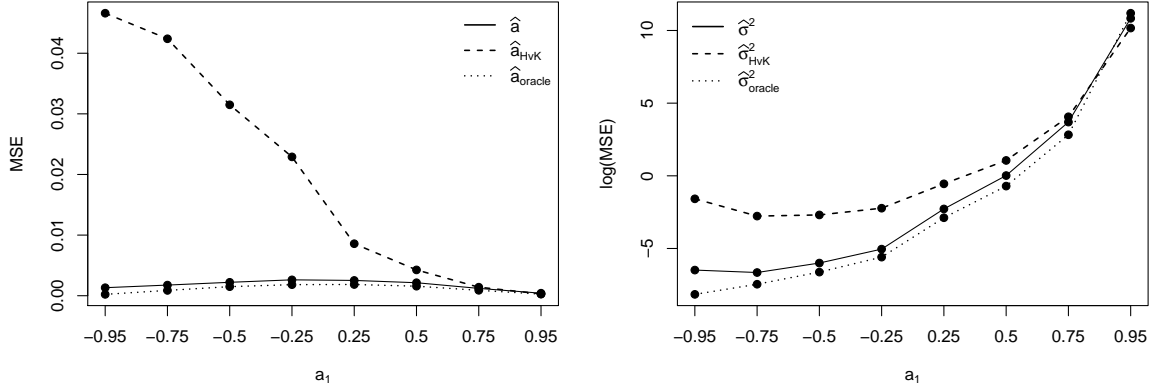 MSE
0.00 0.01 0.02 0.03 0.04
−0.95 −0.75 −0.5 −0.25 0.25 0.5 0.75 0.95
a₁
â
â_HvK
â_oracle
log(MSE)
−5 0 5 10
−0.95 −0.75 −0.5 −0.25 0.25 0.5 0.75 0.95
a₁
σ̂²
σ̂²_HvK
σ̂²_oracle